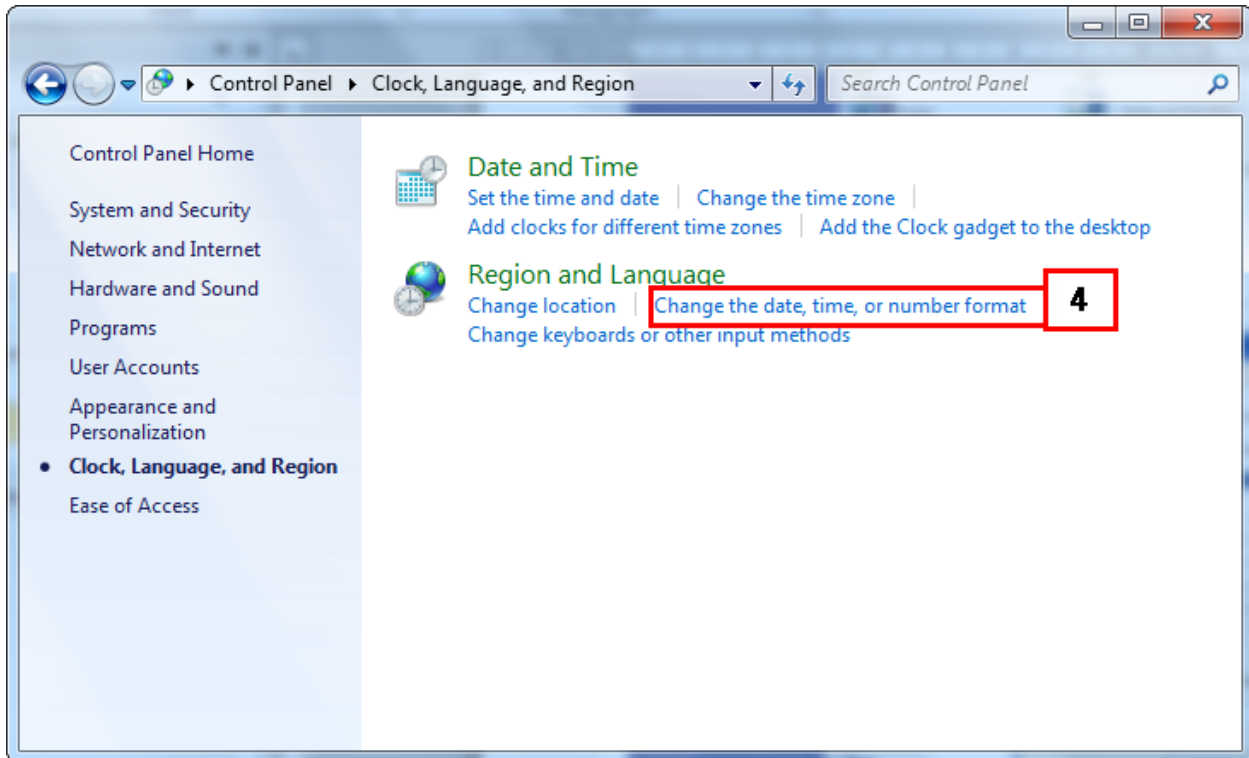 Control Panel ▸ Clock, Language, and Region
Search Control Panel
Control Panel Home
System and Security
Network and Internet
Hardware and Sound
Programs
User Accounts
Appearance and
Personalization
Clock, Language, and Region
Ease of Access
Date and Time
Set the time and date | Change the time zone |
Add clocks for different time zones | Add the Clock gadget to the desktop
Region and Language
Change location | Change the date, time, or number format 4
Change keyboards or other input methods